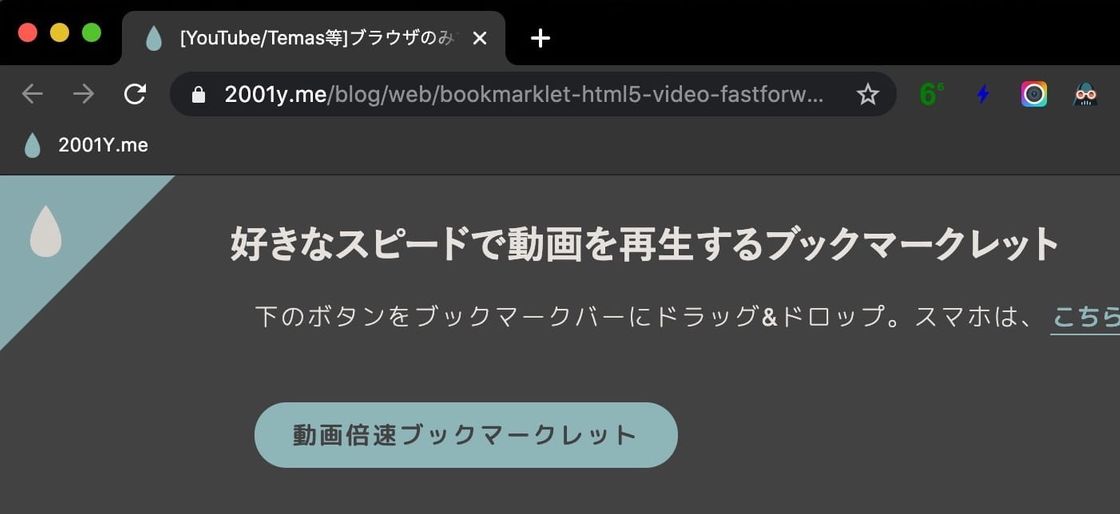 [YouTube/Temas等]ブラウザのみ
2001y.me/blog/web/bookmarklet-html5-video-fastforw...
6⁶
2001Y.me
好きなスピードで動画を再生するブックマークレット
下のボタンをブックマークバーにドラッグ&ドロップ。スマホは、こちら
動画倍速ブックマークレット